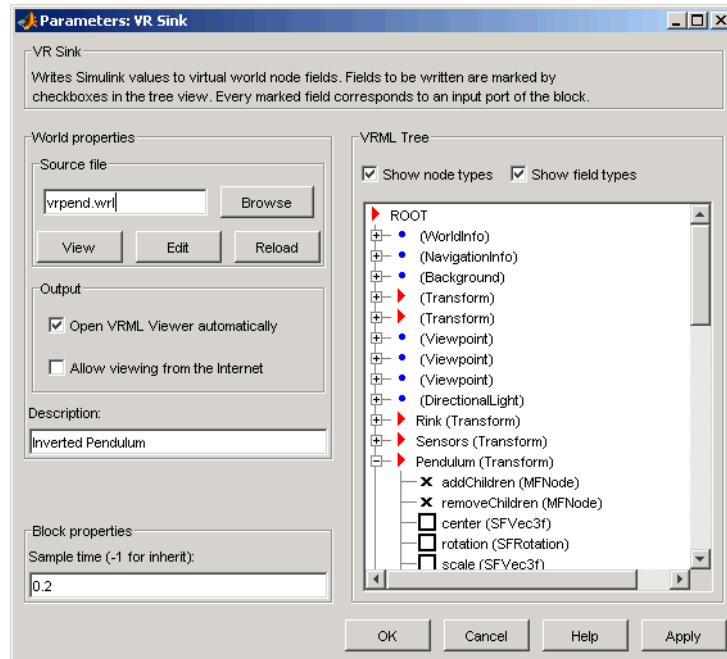 Parameters: VR Sink
VR Sink
Writes Simulink values to virtual world node fields. Fields to be written are marked by
checkboxes in the tree view. Every marked field corresponds to an input port of the block.
World properties
Source file
vrpend.wrl
Browse
View
Edit
Reload
Output
Open VRML Viewer automatically
Allow viewing from the Internet
Description:
Inverted Pendulum
Block properties
Sample time (-1 for inherit):
0.2
VRML Tree
Show node types
Show field types
ROOT
(WorldInfo)
(NavigationInfo)
(Background)
(Transform)
(Transform)
(Viewpoint)
(Viewpoint)
(Viewpoint)
(DirectionalLight)
Rink (Transform)
Sensors (Transform)
Pendulum (Transform)
addChildren (MFNode)
removeChildren (MFNode)
center (SFVec3f)
rotation (SFRotation)
scale (SFVec3f)
OK
Cancel
Help
Apply